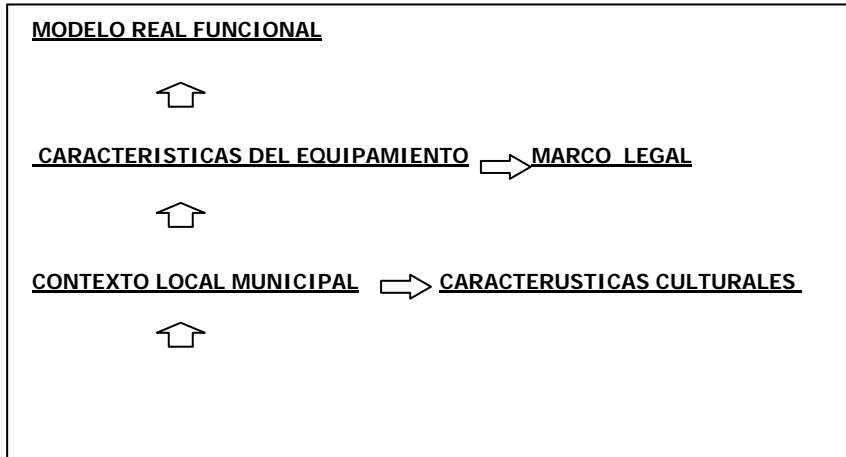 MODELO REAL FUNCIONAL
CARACTERISTICAS DEL EQUIPAMIENTO MARCO LEGAL
CONTEXTO LOCAL MUNICIPAL CARACTERUSTICAS CULTURALES